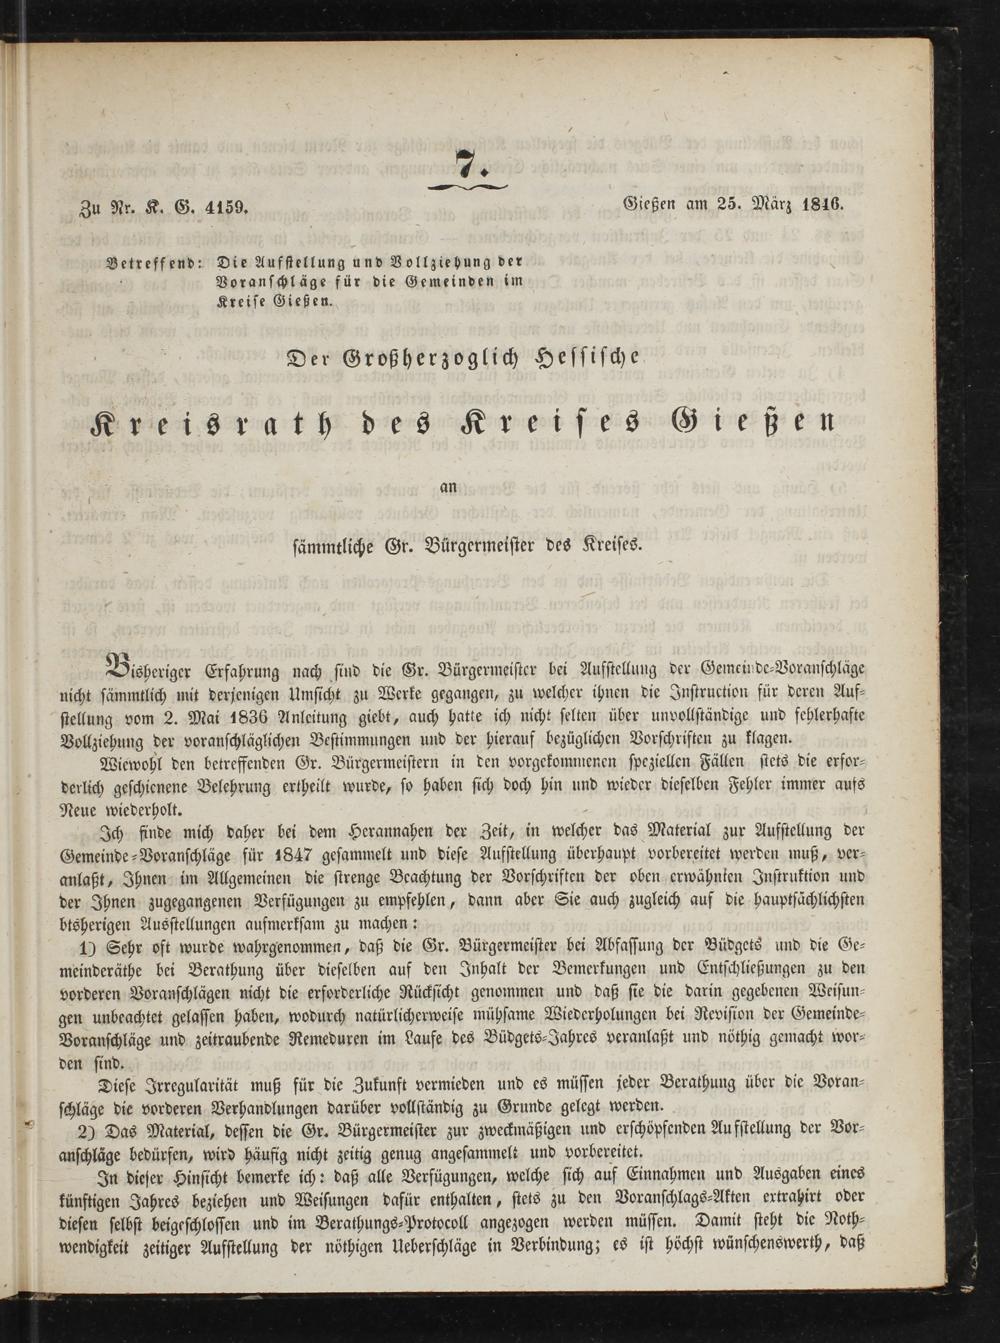 7.
Zu Nr. K. G. 4159.
Gießen am 25. März 1846.
Betreffend: Die Aufstellung und Vollziehung der
Voranschläge für die Gemeinden im
Kreise Gießen.
Der Großherzoglich Hessische
Kreisrath des Kreises Gießen
an
sämmtliche Gr. Bürgermeister des Kreises.
Bisheriger Erfahrung nach sind die Gr. Bürgermeister bei Aufstellung der Gemeinde-Voranschläge
nicht sämmtlich mit derjenigen Umsicht zu Werke gegangen, zu welcher ihnen die Instruction für deren Auf-
stellung vom 2. Mai 1836 Anleitung giebt, auch hatte ich nicht selten über unvollständige und fehlerhafte
Vollziehung der voranschläglichen Bestimmungen und der hierauf bezüglichen Vorschriften zu klagen.
Wiewohl den betreffenden Gr. Bürgermeistern in den vorgekommenen speziellen Fällen stets die erfor-
derlich geschienene Belehrung ertheilt wurde, so haben sich doch hin und wieder dieselben Fehler immer aufs
Neue wiederholt.
Ich finde mich daher bei dem Herannahen der Zeit, in welcher das Material zur Aufstellung der
Gemeinde-Voranschläge für 1847 gesammelt und diese Aufstellung überhaupt vorbereitet werden muß, ver-
anlaßt, Ihnen im Allgemeinen die strenge Beachtung der Vorschriften der oben erwähnten Instruktion und
der Ihnen zugegangenen Verfügungen zu empfehlen, dann aber Sie auch zugleich auf die hauptsächlichsten
btsherigen Ausstellungen aufmerksam zu machen:
1) Sehr oft wurde wahrgenommen, daß die Gr. Bürgermeister bei Abfassung der Büdgets und die Ge-
meinderäthe bei Berathung über dieselben auf den Inhalt der Bemerkungen und Entschließungen zu den
vorderen Voranschlägen nicht die erforderliche Rücksicht genommen und daß sie die darin gegebenen Weisun-
gen unbeachtet gelassen haben, wodurch natürlicherweise mühsame Wiederholungen bei Revision der Gemeinde-
Voranschläge und zeitraubende Remeduren im Laufe des Büdgets-Jahres veranlaßt und nöthig gemacht wor-
den sind.
Diese Irregularität muß für die Zukunft vermieden und es müssen jeder Berathung über die Voran-
schläge die vorderen Verhandlungen darüber vollständig zu Grunde gelegt werden.
2) Das Material, dessen die Gr. Bürgermeister zur zweckmäßigen und erschöpfenden Aufstellung der Vor-
anschläge bedürfen, wird häufig nicht zeitig genug angesammelt und vorbereitet.
In dieser Hinsicht bemerke ich: daß alle Verfügungen, welche sich auf Einnahmen und Ausgaben eines
künftigen Jahres beziehen und Weisungen dafür enthalten, stets zu den Voranschlags-Akten extrahirt oder
diesen selbst beigeschlossen und im Berathungs-Protocoll angezogen werden müssen. Damit steht die Noth-
wendigkeit zeitiger Aufstellung der nöthigen Ueberschläge in Verbindung; es ist höchst wünschenswerth, daß